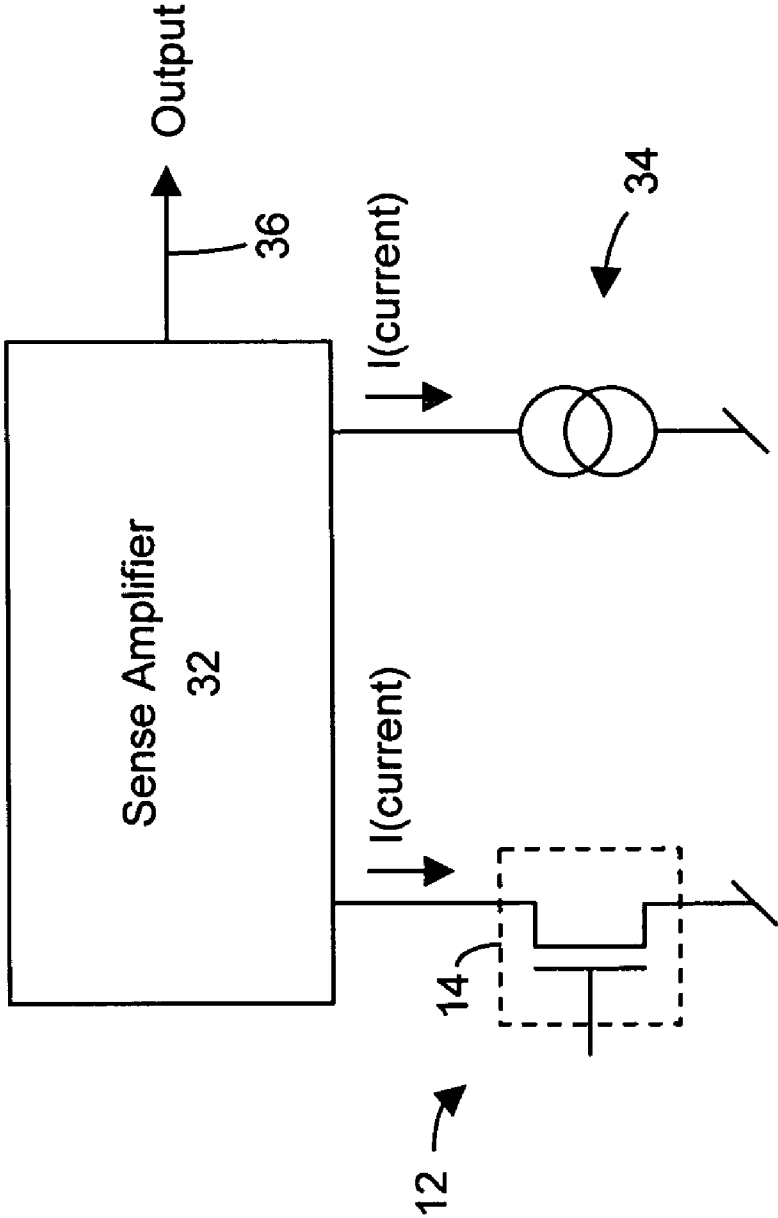 Output
36
Sense Amplifier
32
I(current)
I(current)
34
14
12